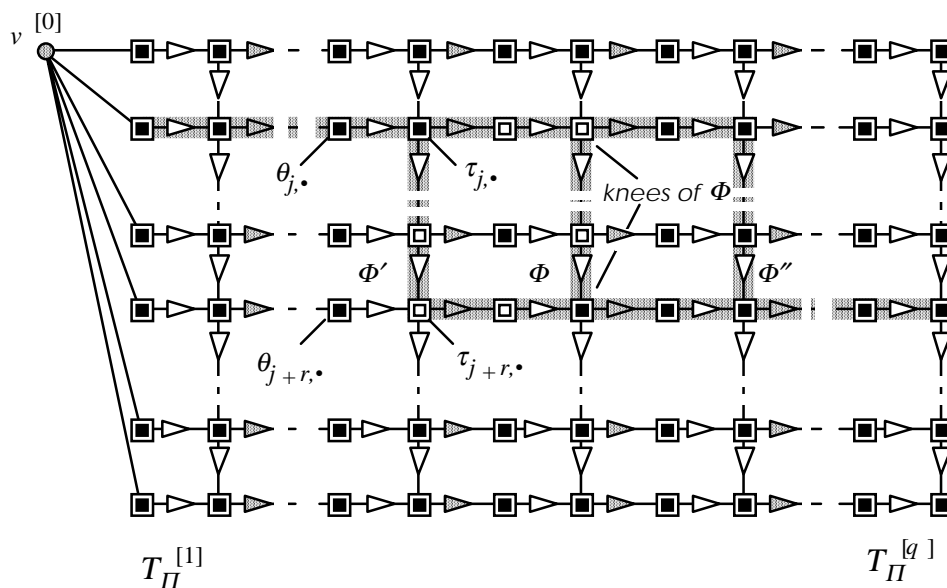 v [0]
θj,•
τj,•
knees of Φ
Φ′
Φ
Φ″
θj + r,•
τj + r,•
TΠ[1]
TΠ[q]